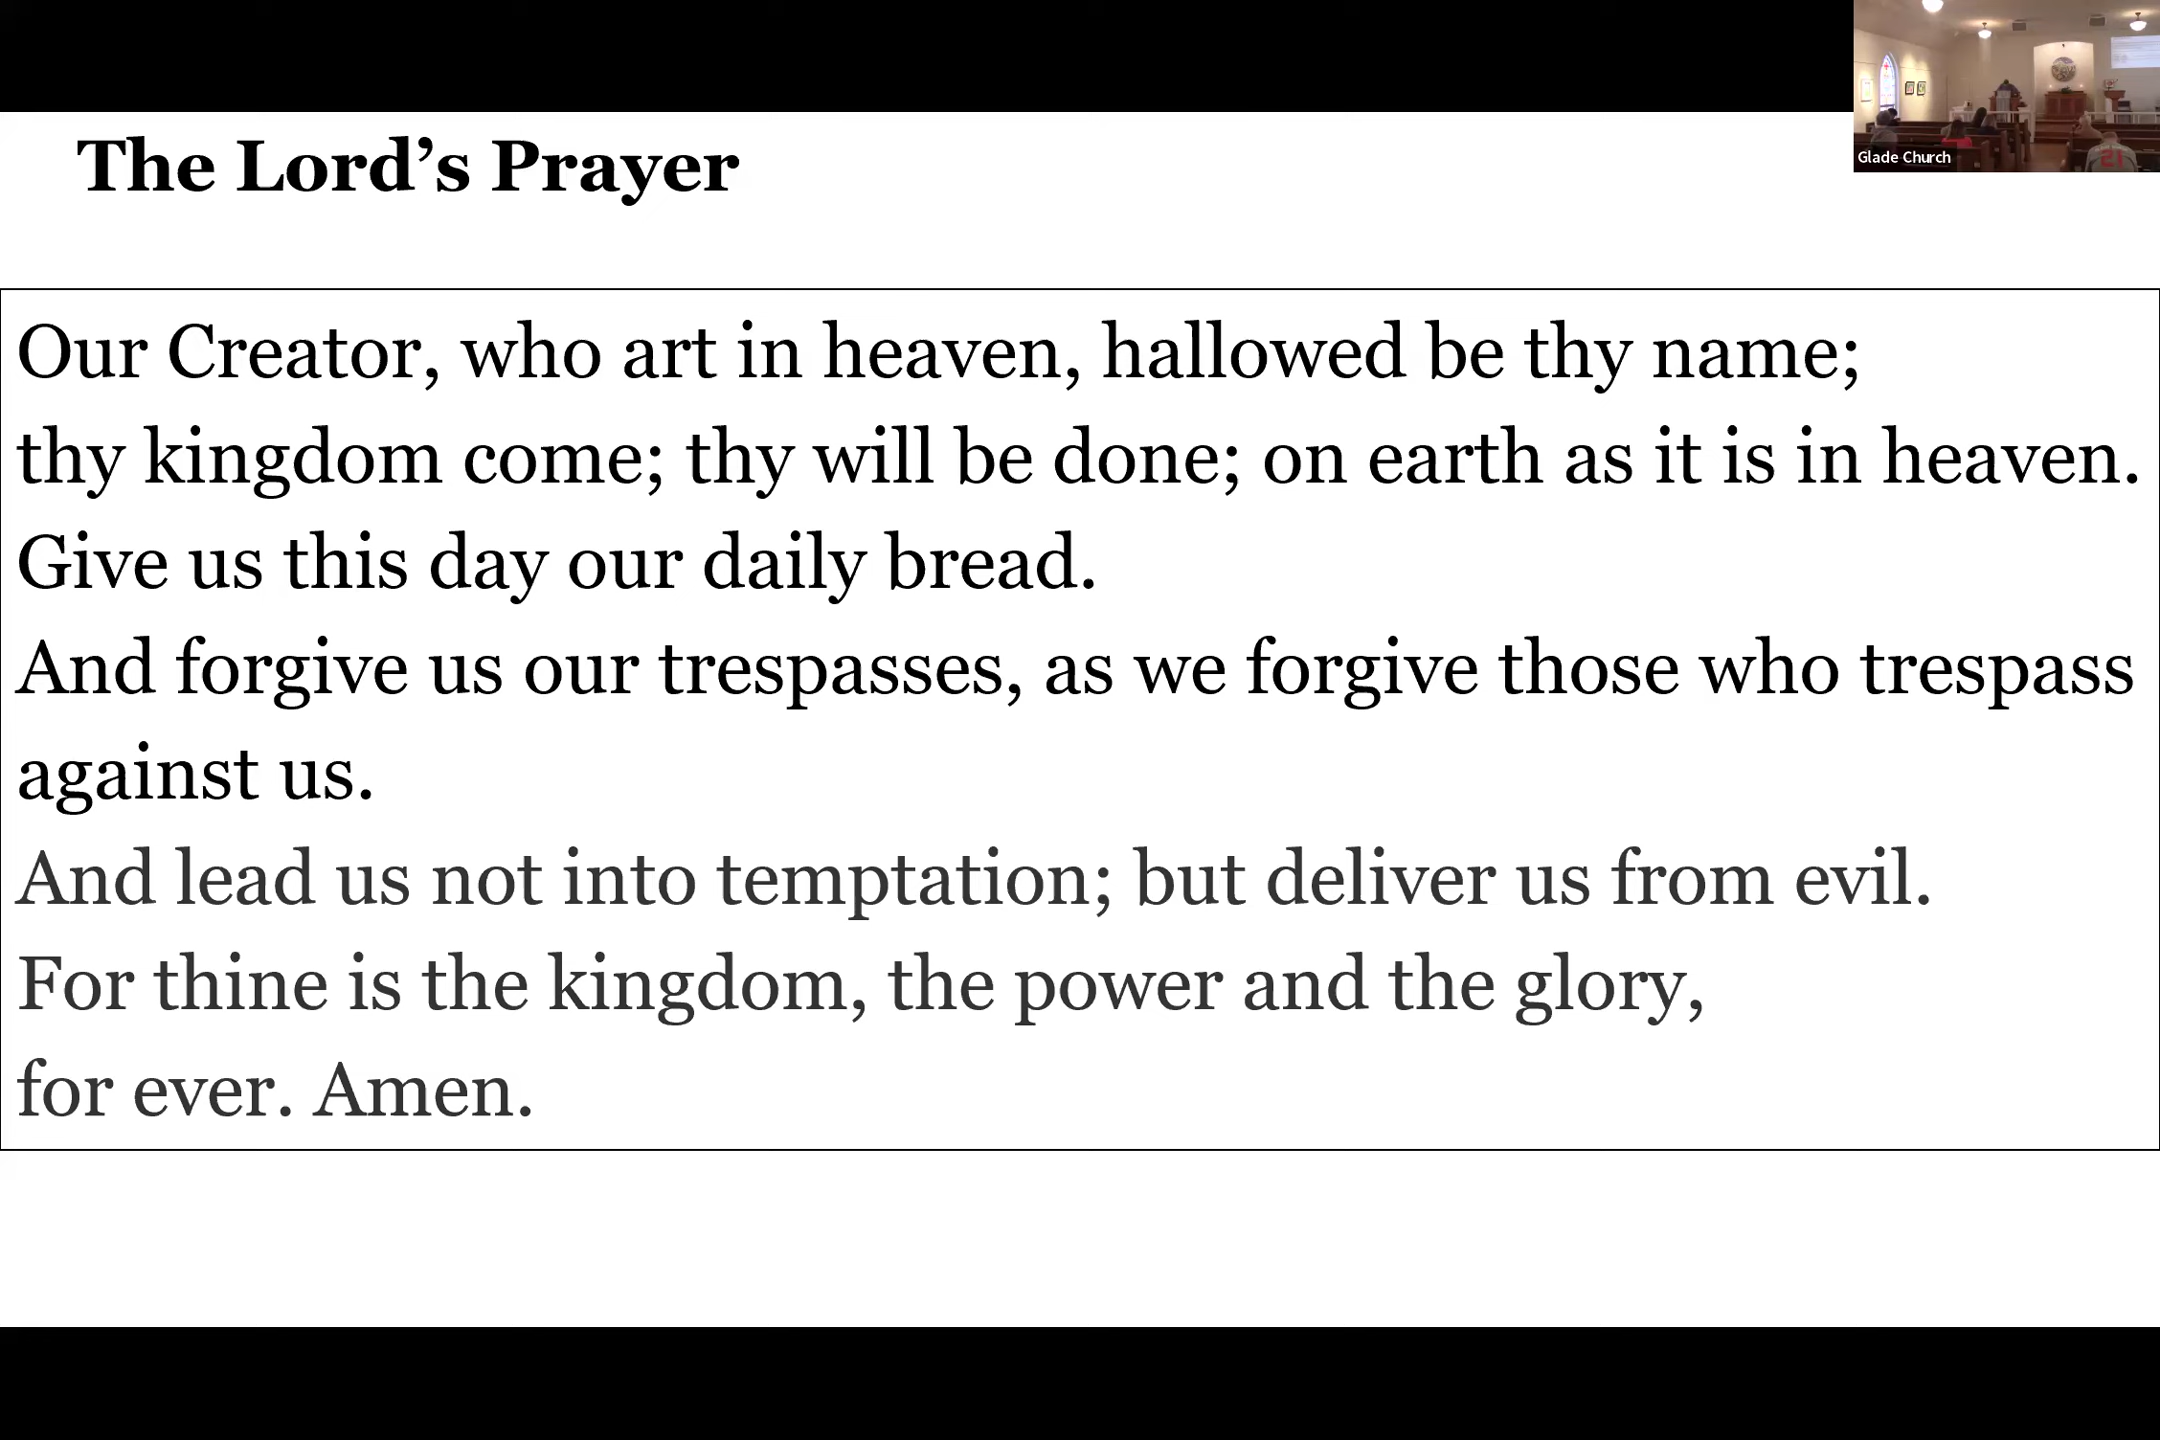 Glade Church
The Lord’s Prayer
Our Creator, who art in heaven, hallowed be thy name;
thy kingdom come; thy will be done; on earth as it is in heaven.
Give us this day our daily bread.
And forgive us our trespasses, as we forgive those who trespass
against us.
And lead us not into temptation; but deliver us from evil.
For thine is the kingdom, the power and the glory,
for ever. Amen.